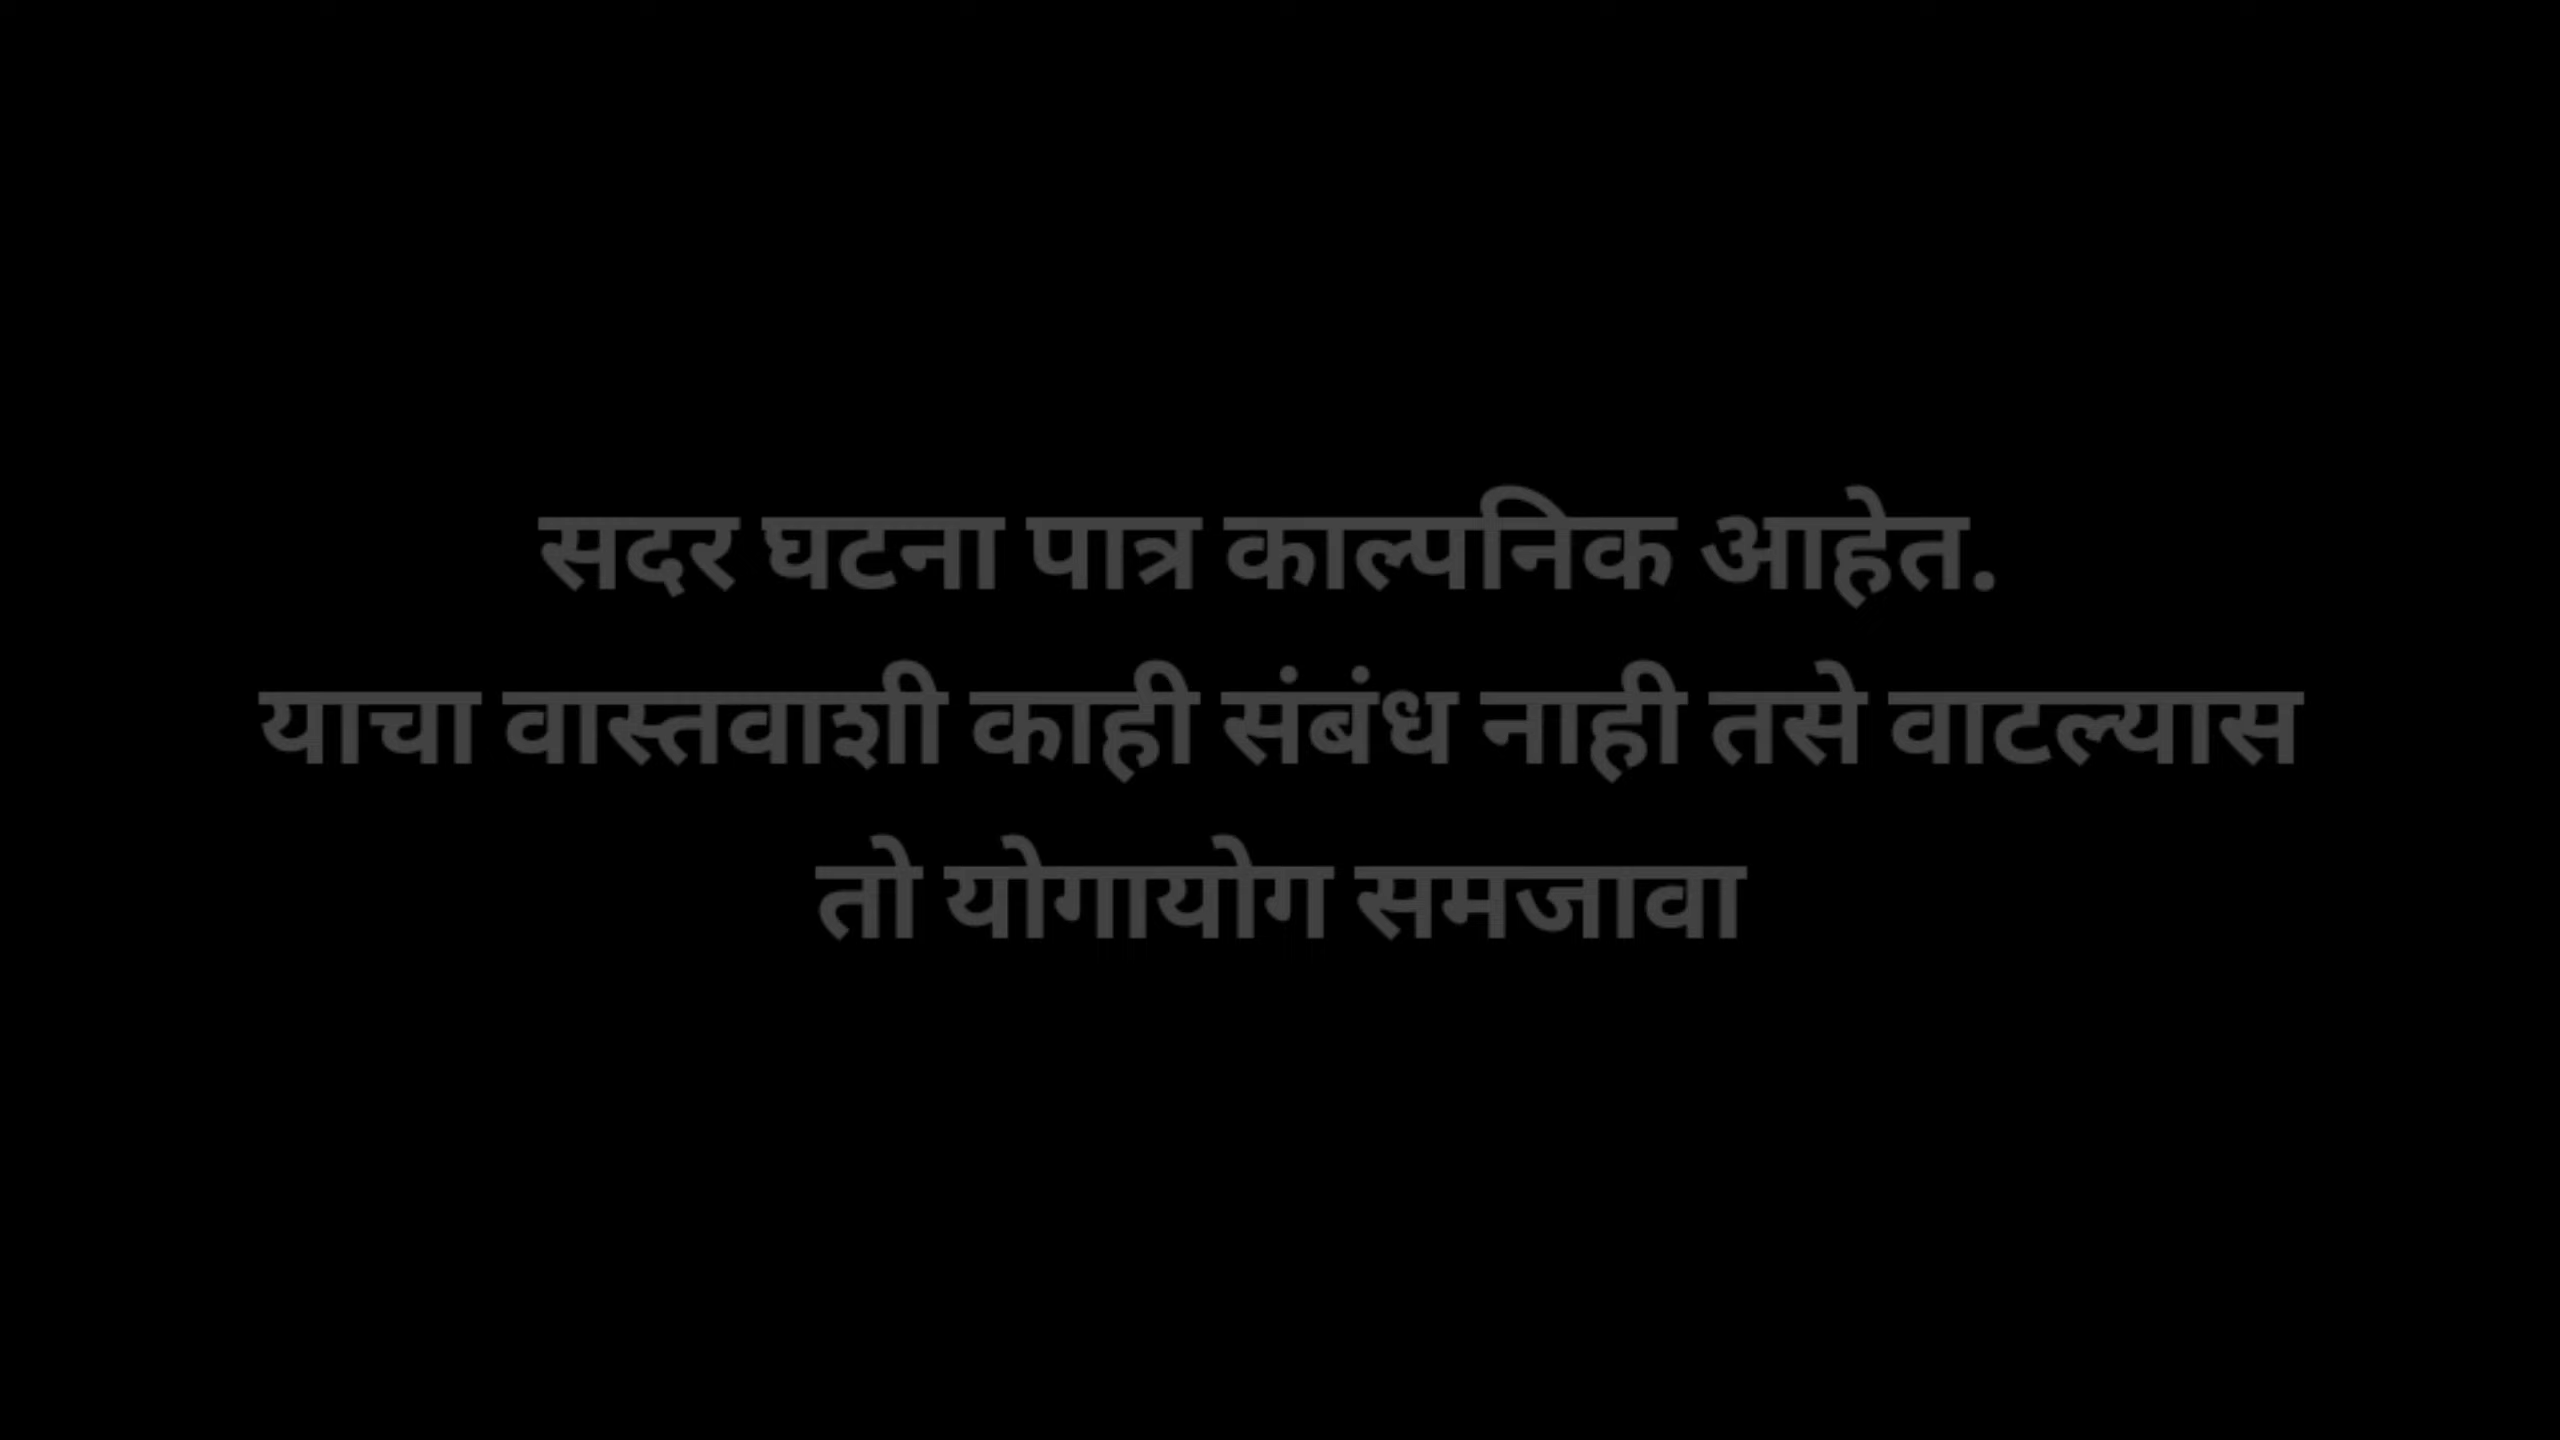 सदर घटना पात्र काल्पनिक आहेत.
याचा वास्तवाशी काही संबंध नाही तसे वाटल्यास
तो योगायोग समजावा